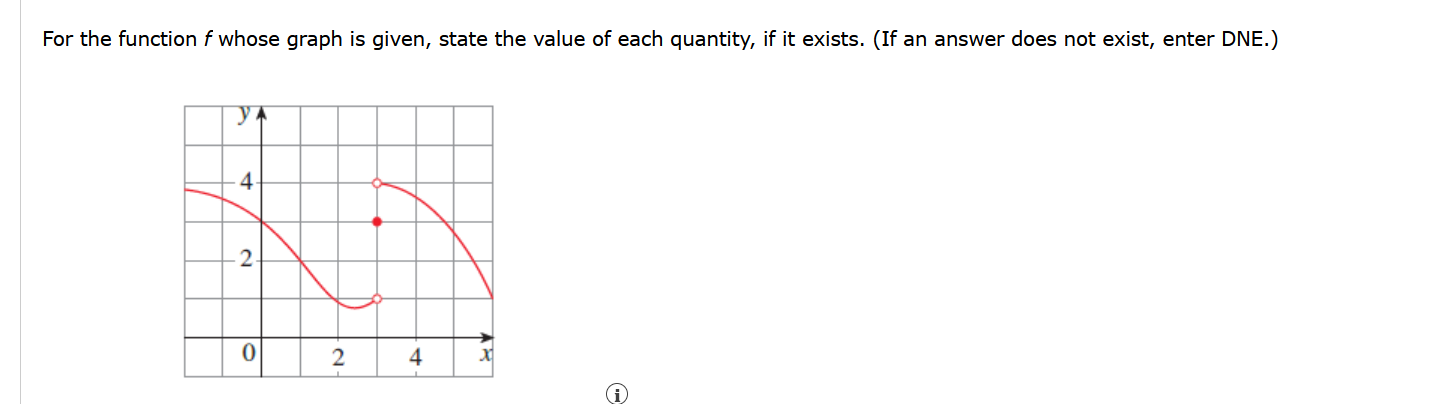 For the function f whose graph is given, state the value of each quantity, if it exists. (If an answer does not exist, enter DNE.)
y
4
2
0 2 4 x
i